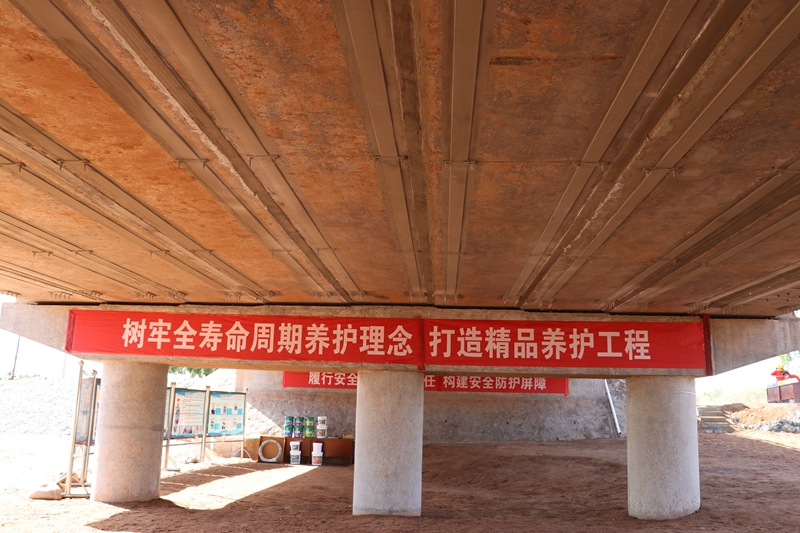 树牢全寿命周期养护理念 打造精品养护工程
履行安全 任 构建安全防护屏障